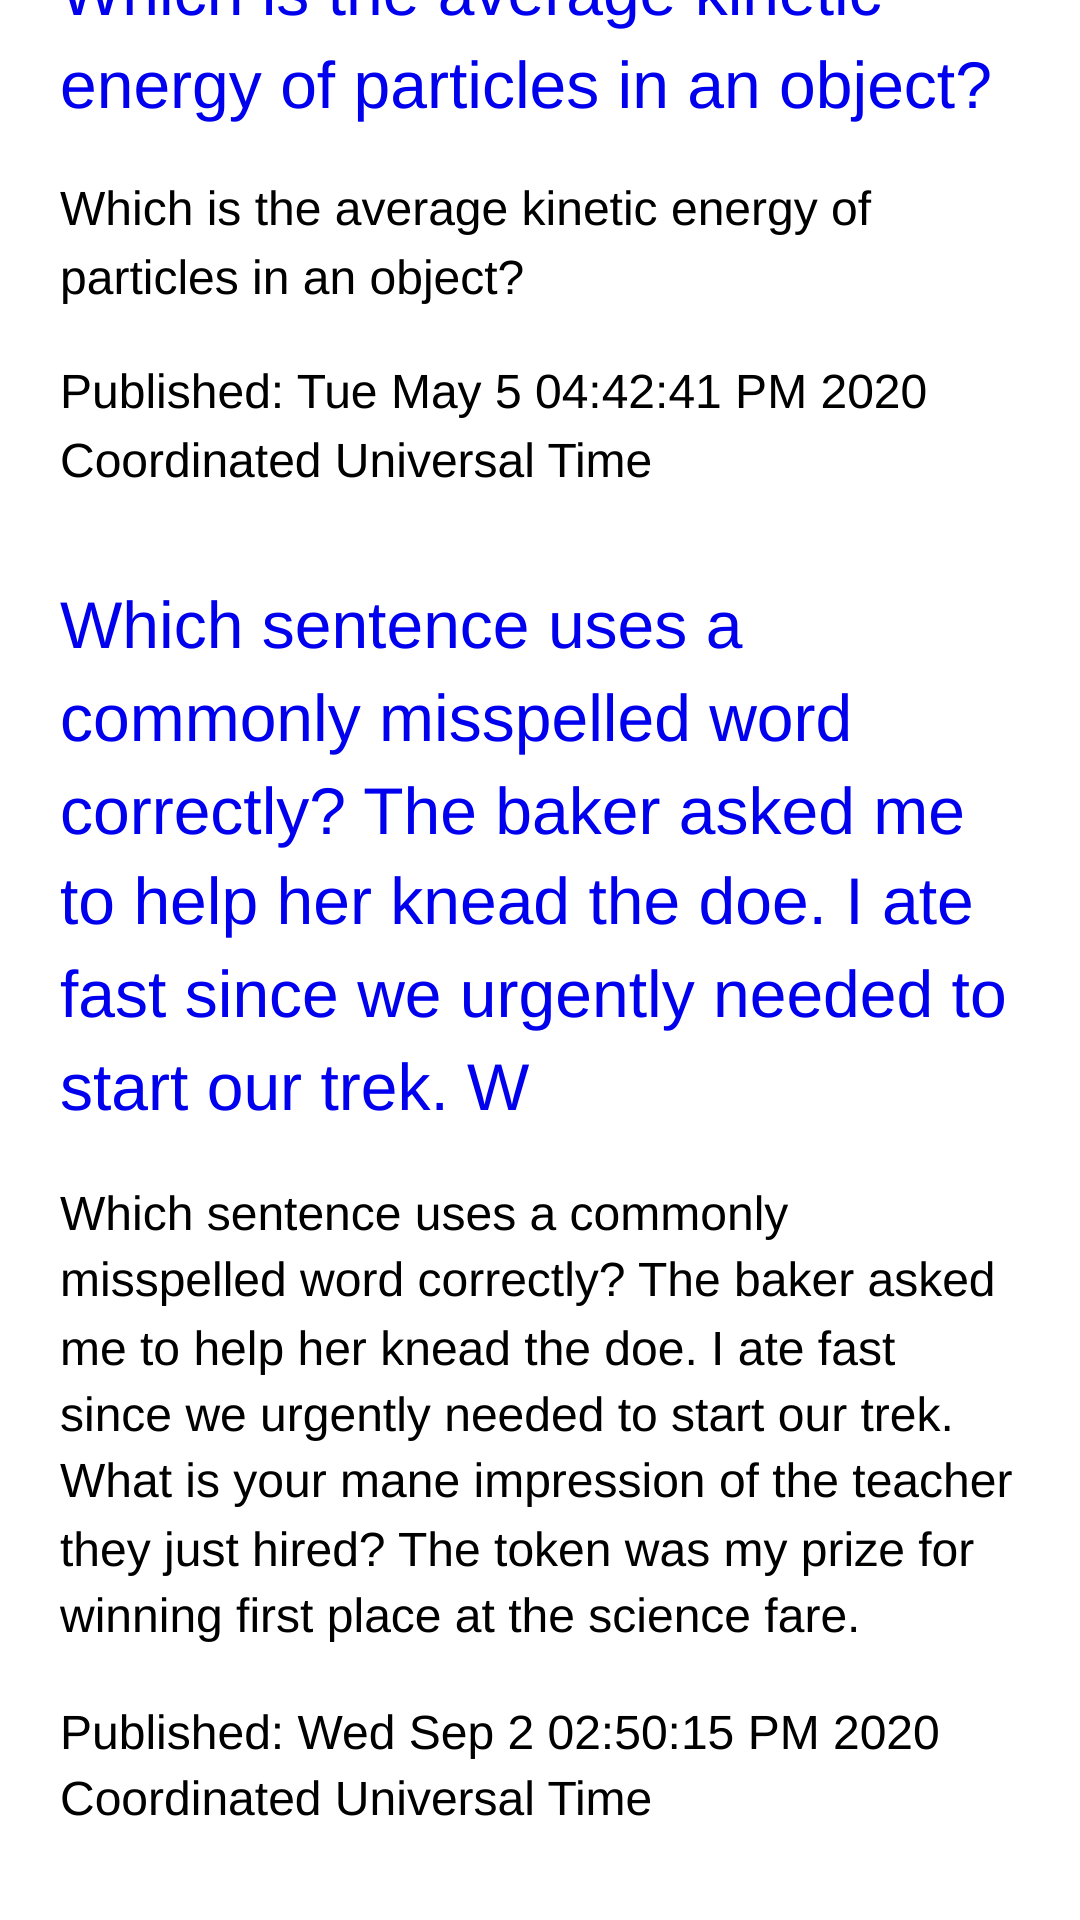 Which is the average kinetic
energy of particles in an object?
Which is the average kinetic energy of
particles in an object?
Published: Tue May 5 04:42:41 PM 2020
Coordinated Universal Time
Which sentence uses a
commonly misspelled word
correctly? The baker asked me
to help her knead the doe. I ate
fast since we urgently needed to
start our trek. W
Which sentence uses a commonly
misspelled word correctly? The baker asked
me to help her knead the doe. I ate fast
since we urgently needed to start our trek.
What is your mane impression of the teacher
they just hired? The token was my prize for
winning first place at the science fare.
Published: Wed Sep 2 02:50:15 PM 2020
Coordinated Universal Time